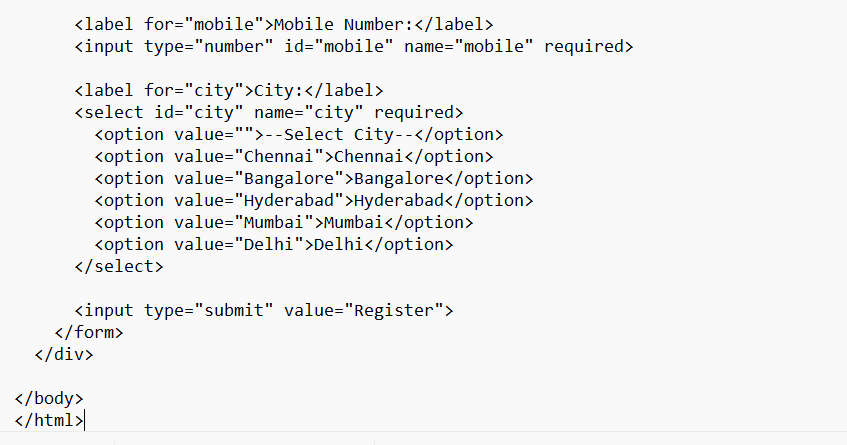 <label for="mobile">Mobile Number:</label>
<input type="number" id="mobile" name="mobile" required>
<label for="city">City:</label>
<select id="city" name="city" required>
<option value="">--Select City--</option>
<option value="Chennai">Chennai</option>
<option value="Bangalore">Bangalore</option>
<option value="Hyderabad">Hyderabad</option>
<option value="Mumbai">Mumbai</option>
<option value="Delhi">Delhi</option>
</select>
<input type="submit" value="Register">
</form>
</div>
</body>
</html>